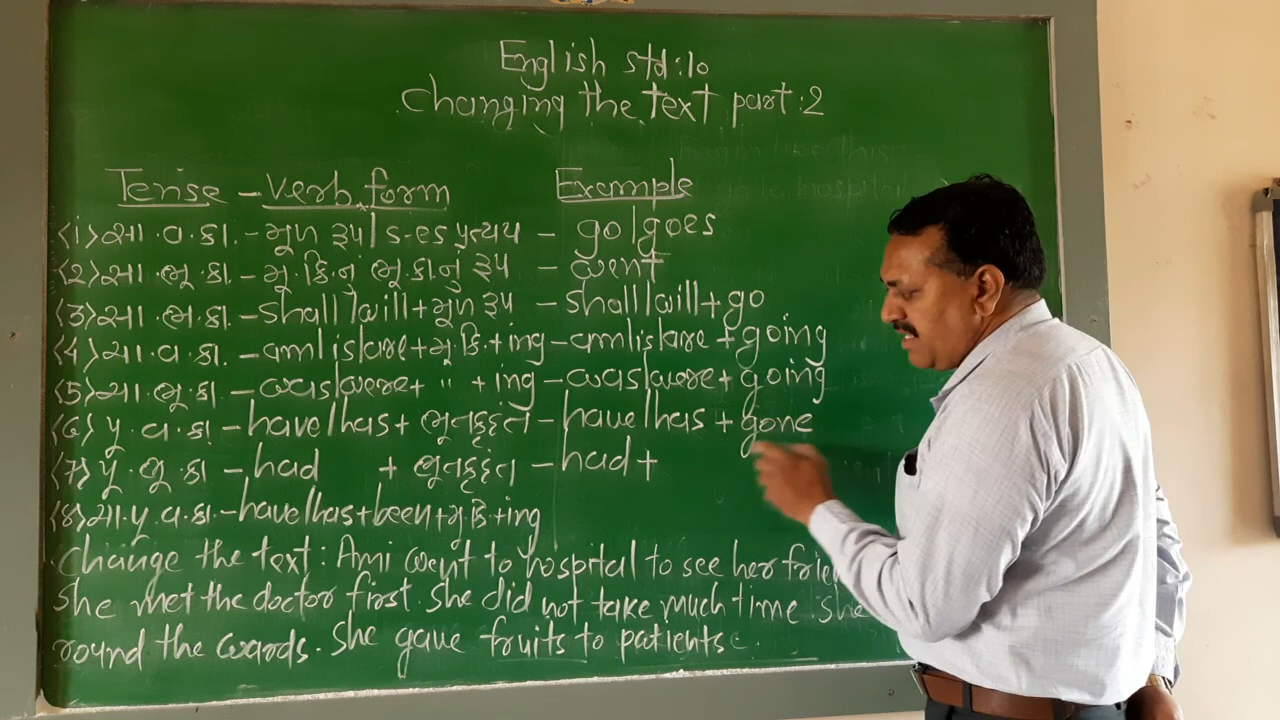 English std:10
Changing the text part:2
Tense - Verb form Example
<1> સા.વ.કા. - મૂળ રૂપ/s-es પ્રત્યય - go/goes
<2> સા.ભૂ.કા - મૂ.ક્રિ.નું ભૂ.કાનું રૂપ - went
<3> સા.ભ.કા - shall/will+મૂળ રૂપ - shall/will+go
<4> ચા.વ.કા. - am/is/are+મૂ.ક્રિ.+ing - am/is/are+going
<5> ચા.ભૂ.કા. - was/were+ " +ing - was/were+going
<6> પૂ.વ.કા - have/has+ ભૂતકૃદંત - have/has+gone
<7> પૂ.ભૂ.કા - had + ભૂતકૃદંત - had+
<8> ચા.પૂ.વ.કા. - have/has+been+મૂ.ક્રિ+ing
Change the text: Ami went to hospital to see her
She met the doctor first. She did not take much time She
round the wards. She gave fruits to patients